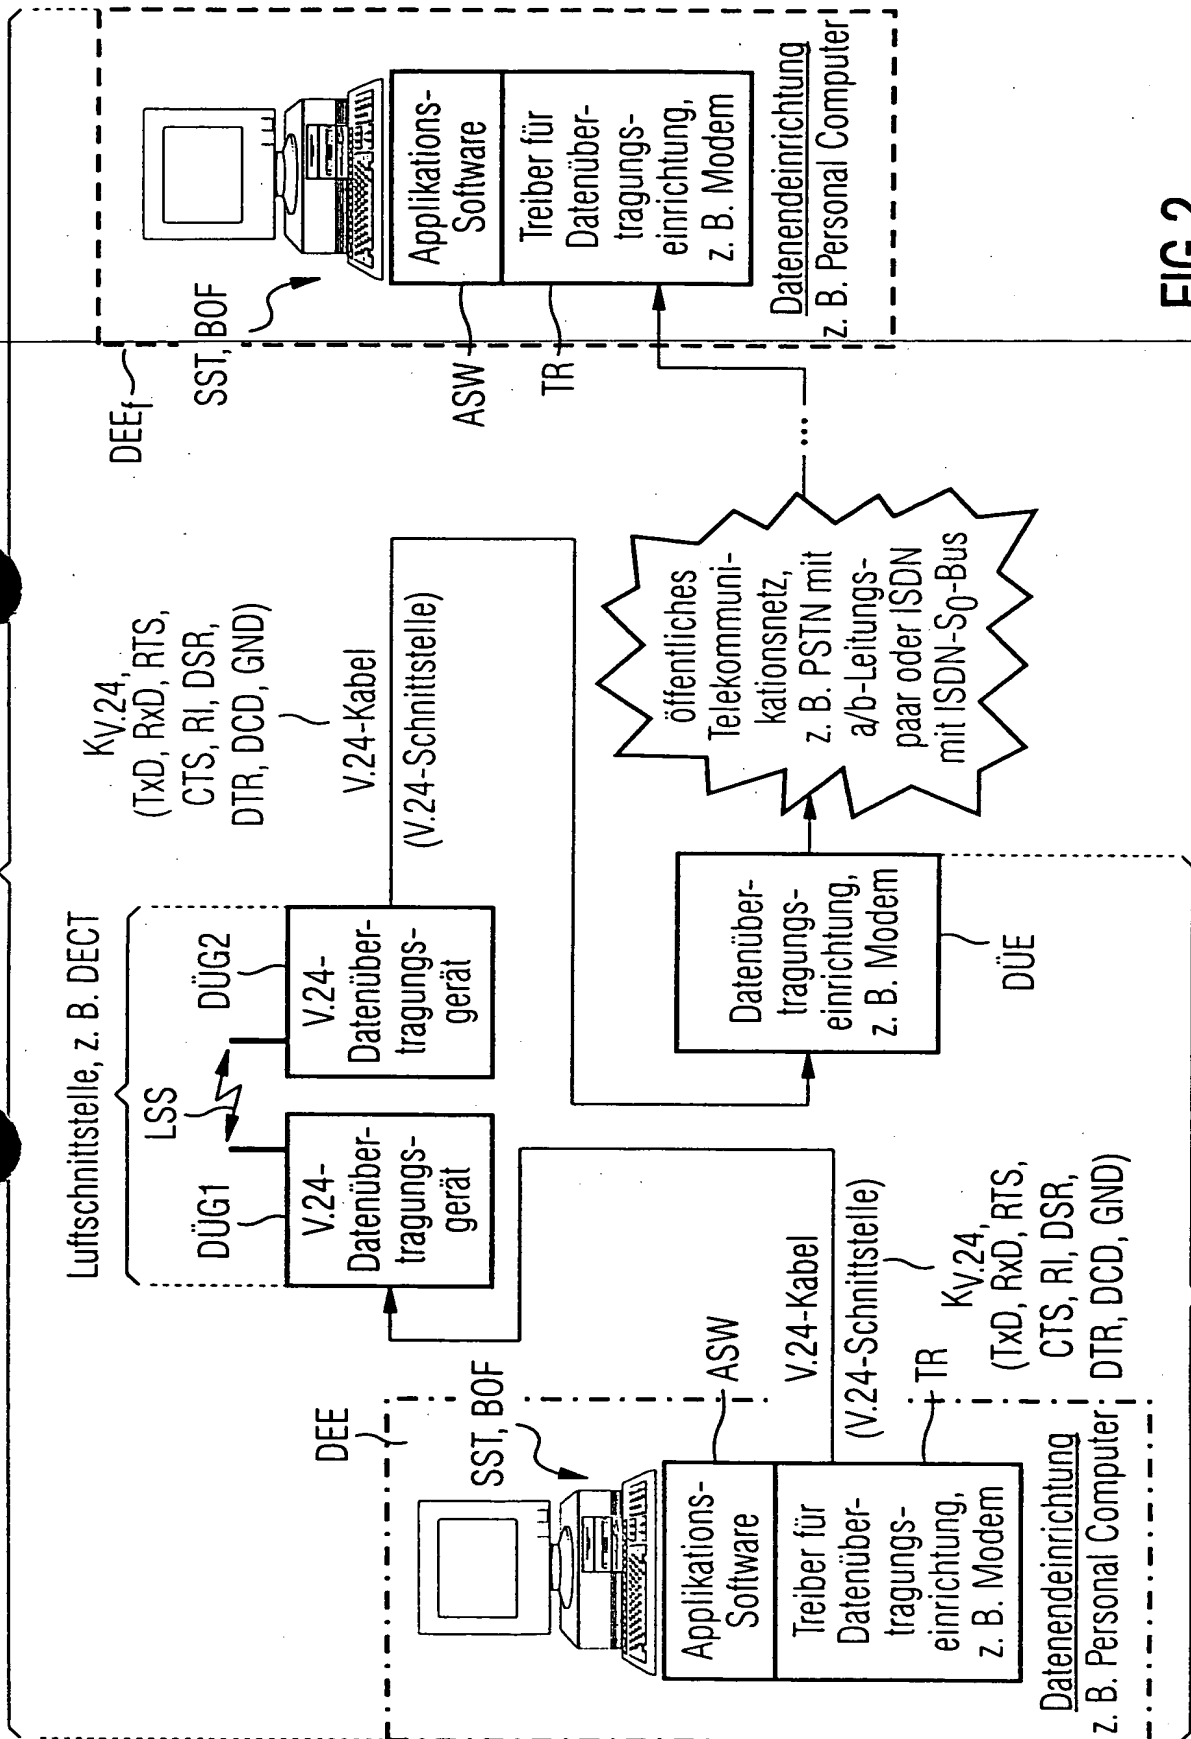 Luftschnittstelle, z. B. DECT
LSS
DÜG1
DÜG2
V.24-
Datenüber-
tragungs-
gerät
V.24-
Datenüber-
tragungs-
gerät
KV.24,
(TxD, RxD, RTS,
CTS, RI, DSR,
DTR, DCD, GND)
V.24-Kabel
(V.24-Schnittstelle)
DEEf
SST, BOF
ASW
TR
Applikations-
Software
Treiber für
Datenüber-
tragungs-
einrichtung,
z. B. Modem
Datenendeinrichtung
z. B. Personal Computer
DEE
SST, BOF
ASW
TR
Applikations-
Software
Treiber für
Datenüber-
tragungs-
einrichtung,
z. B. Modem
Datenendeinrichtung
z. B. Personal Computer
V.24-Kabel
(V.24-Schnittstelle)
KV.24,
(TxD, RxD, RTS,
CTS, RI, DSR,
DTR, DCD, GND)
Datenüber-
tragungs-
einrichtung,
z. B. Modem
DÜE
öffentliches
Telekommuni-
kationsnetz,
z. B. PSTN mit
a/b-Leitungs-
paar oder ISDN
mit ISDN-S0-Bus
...
FIG 2